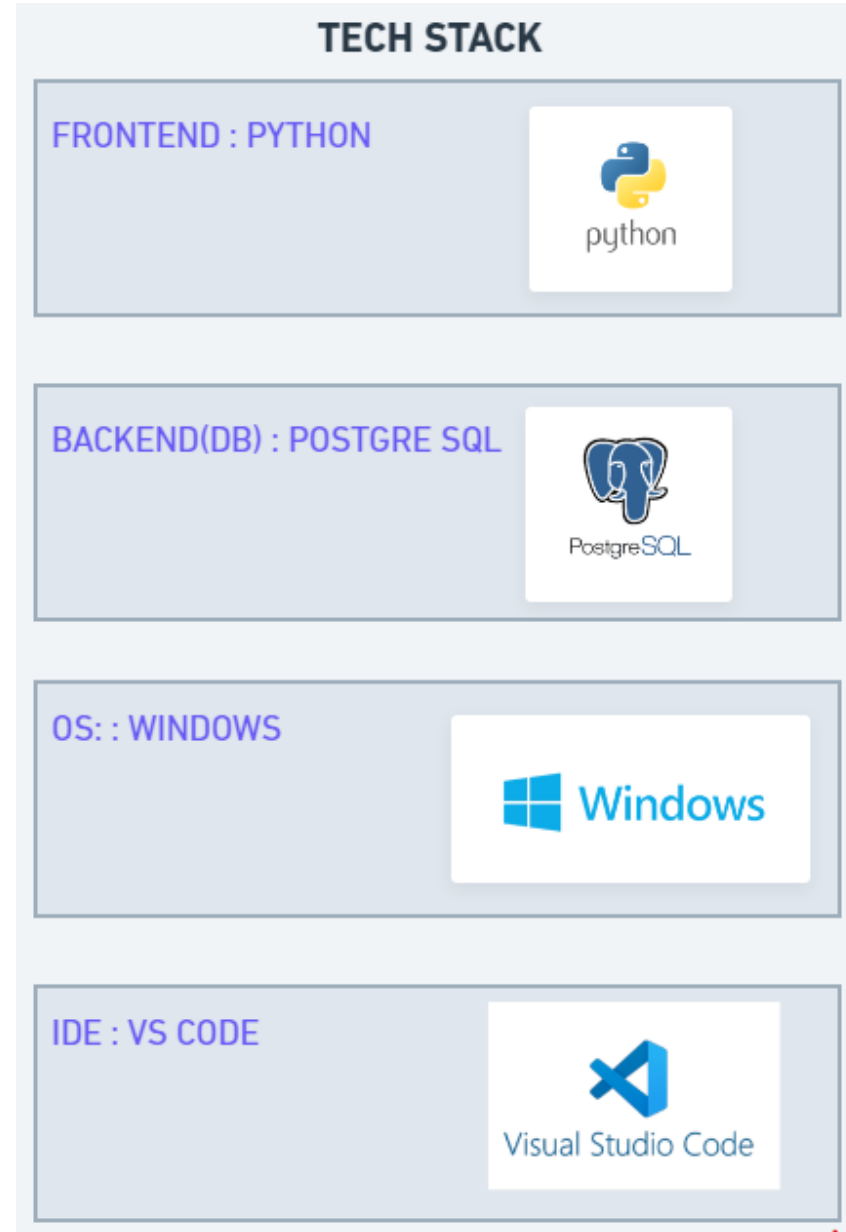 TECH STACK
FRONTEND : PYTHON
python
BACKEND(DB) : POSTGRE SQL
PostgreSQL
OS: : WINDOWS
Windows
IDE : VS CODE
Visual Studio Code